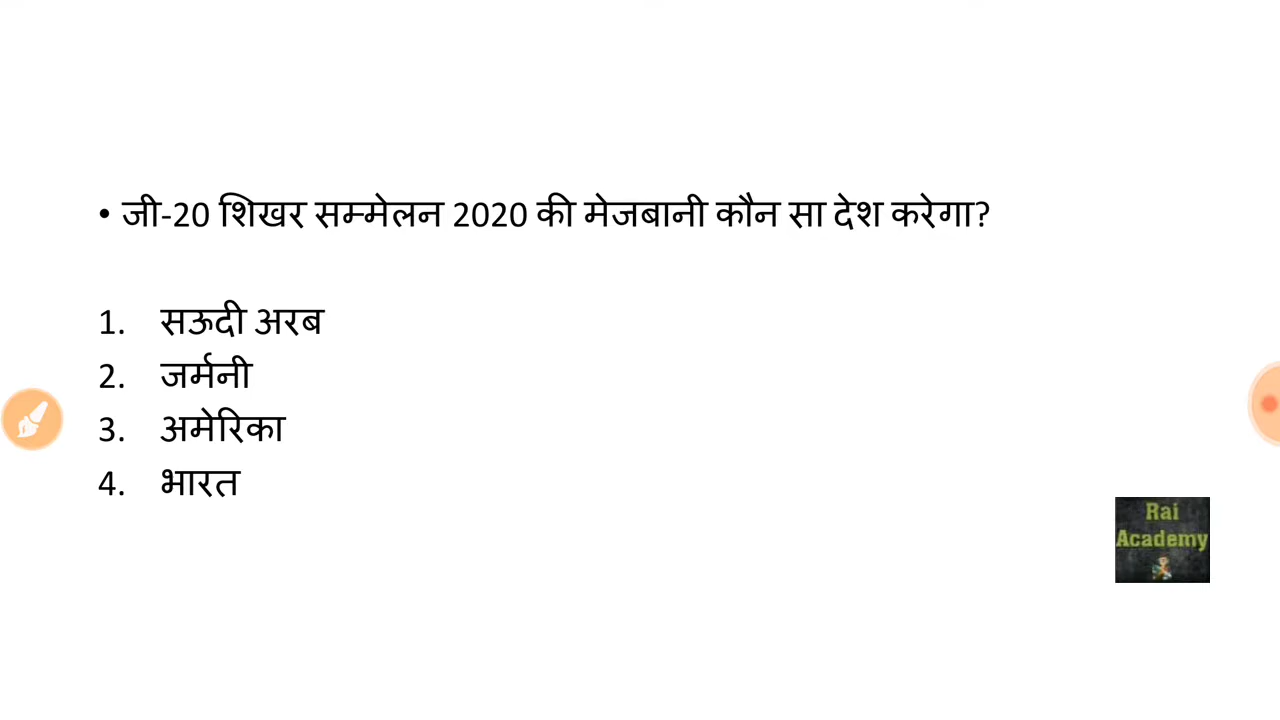 • जी-20 शिखर सम्मेलन 2020 की मेजबानी कौन सा देश करेगा?
1. सऊदी अरब
2. जर्मनी
3. अमेरिका
4. भारत
Rai
Academy